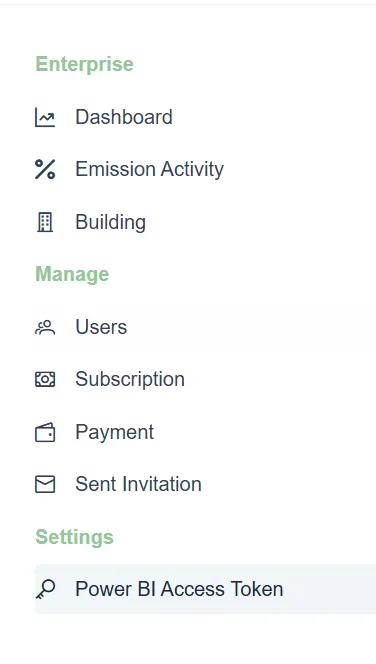 Enterprise
Dashboard
Emission Activity
Building
Manage
Users
Subscription
Payment
Sent Invitation
Settings
Power BI Access Token